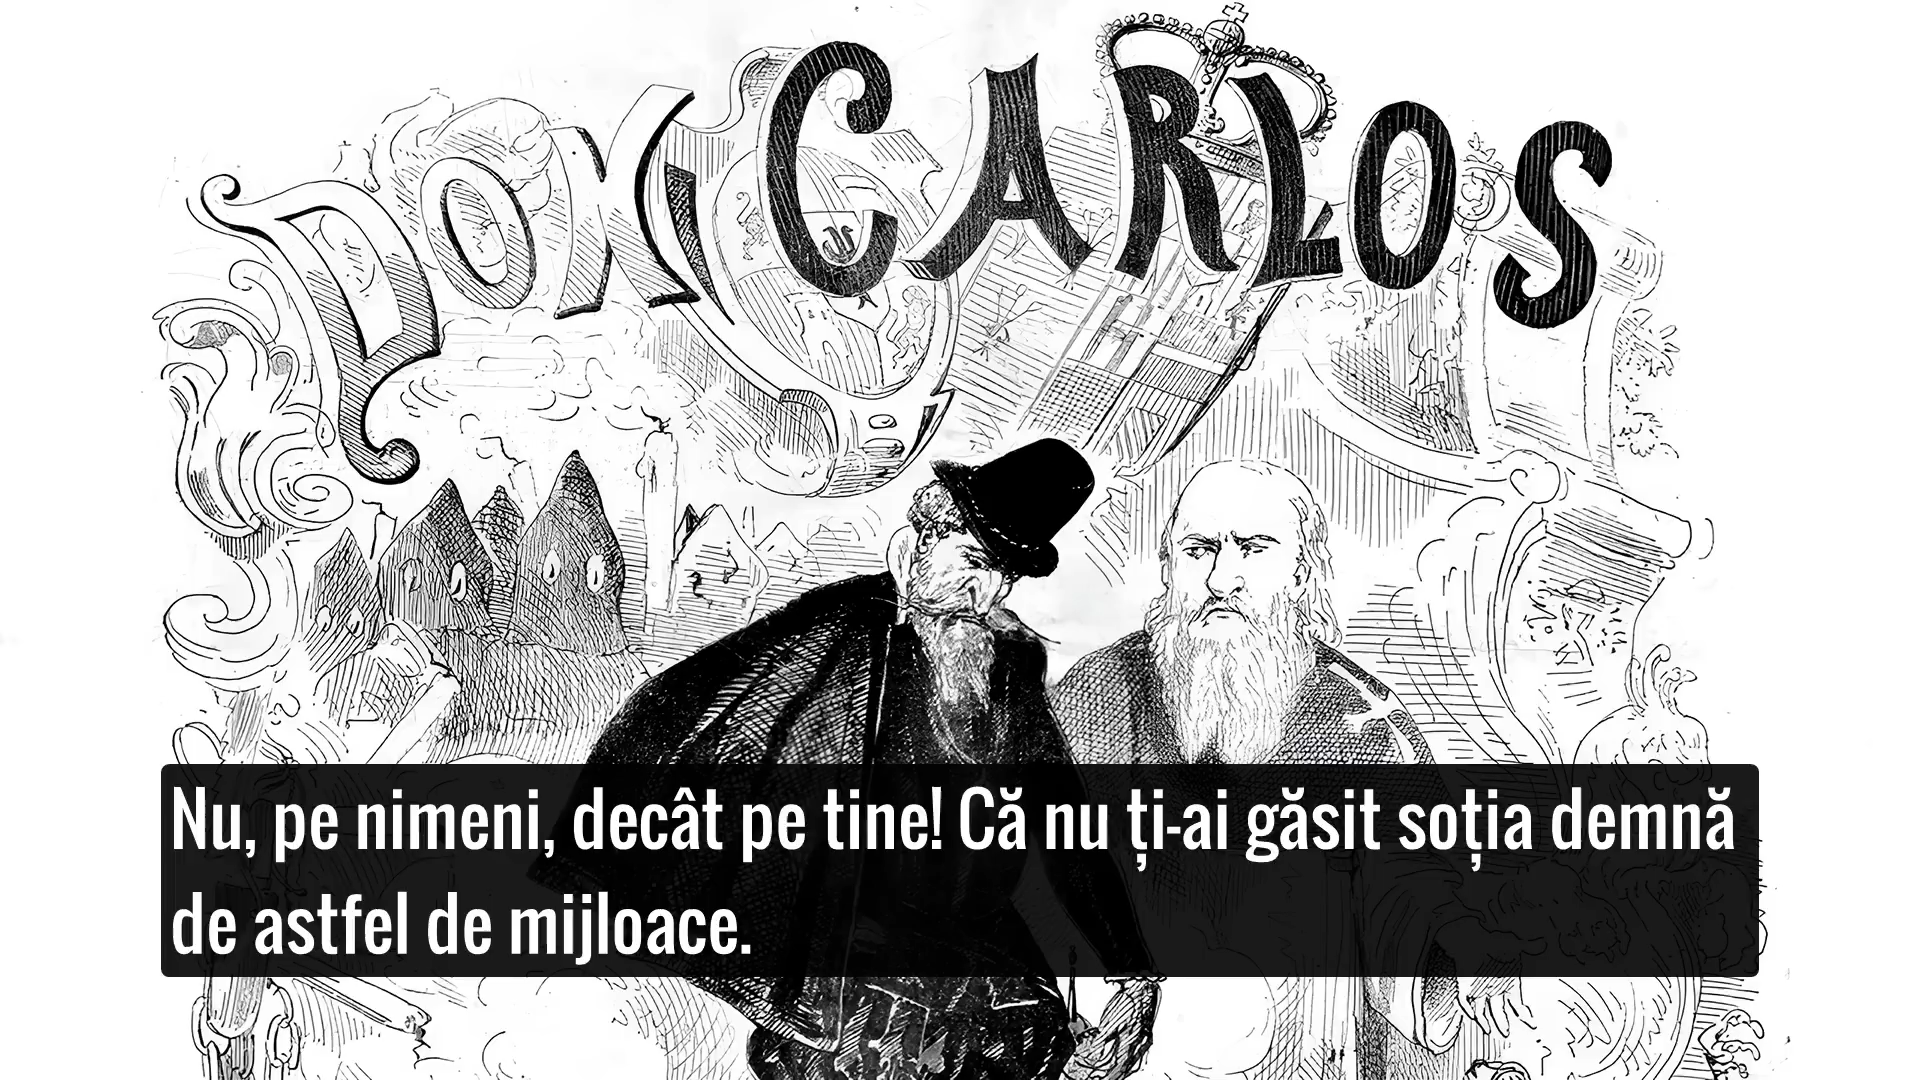 DON CARLOS
Nu, pe nimeni, decât pe tine! Că nu ți-ai găsit soția demnă
de astfel de mijloace.